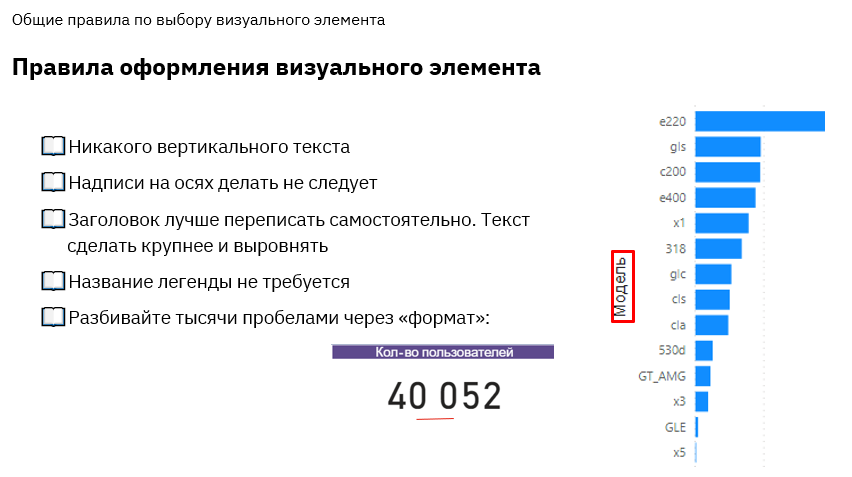 Общие правила по выбору визуального элемента
Правила оформления визуального элемента
Никакого вертикального текста
Надписи на осях делать не следует
Заголовок лучше переписать самостоятельно. Текст
сделать крупнее и выровнять
Название легенды не требуется
Разбивайте тысячи пробелами через «формат»:
Кол-во пользователей
40 052
Модель
e220
gls
c200
e400
x1
318
glc
cls
cla
530d
GT_AMG
x3
GLE
x5